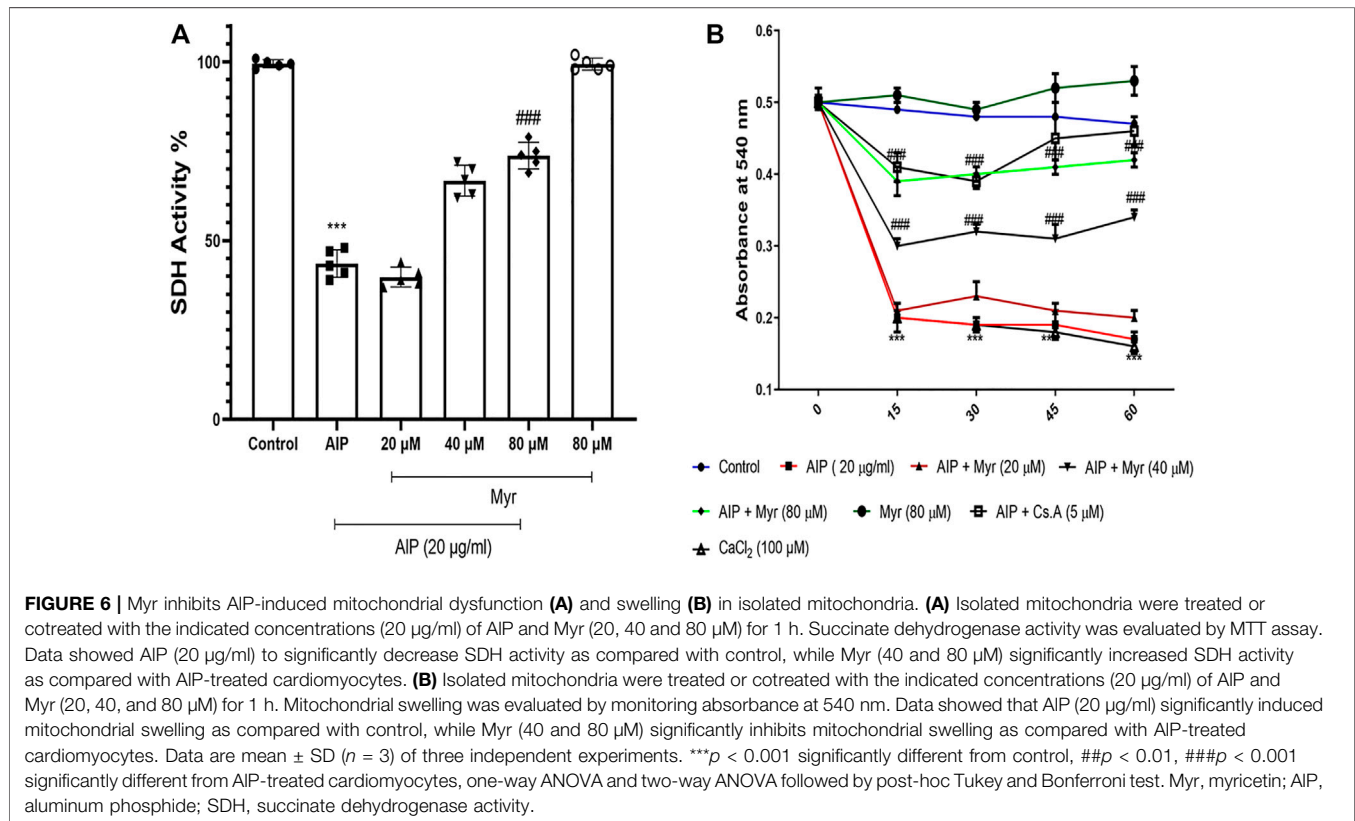 A
SDH Activity %
100
50
0
***
###
Control AlP 20 µM 40 µM 80 µM 80 µM
Myr
AlP (20 µg/ml)
B
Absorbance at 540 nm
0.6
0.5
0.4
0.3
0.2
0.1
### ### ### ###
### ### ### ###
*** *** ** ***
0 15 30 45 60
Control AlP ( 20 µg/ml) AlP + Myr (20 µM) AlP + Myr (40 µM)
AlP + Myr (80 µM) Myr (80 µM) AlP + Cs.A (5 µM)
CaCl₂ (100 µM)
FIGURE 6 | Myr inhibits AlP-induced mitochondrial dysfunction (A) and swelling (B) in isolated mitochondria. (A) Isolated mitochondria were treated or
cotreated with the indicated concentrations (20 µg/ml) of AlP and Myr (20, 40 and 80 µM) for 1 h. Succinate dehydrogenase activity was evaluated by MTT assay.
Data showed AlP (20 µg/ml) to significantly decrease SDH activity as compared with control, while Myr (40 and 80 µM) significantly increased SDH activity
as compared with AlP-treated cardiomyocytes. (B) Isolated mitochondria were treated or cotreated with the indicated concentrations (20 µg/ml) of AlP and
Myr (20, 40, and 80 µM) for 1 h. Mitochondrial swelling was evaluated by monitoring absorbance at 540 nm. Data showed that AlP (20 µg/ml) significantly induced
mitochondrial swelling as compared with control, while Myr (40 and 80 µM) significantly inhibits mitochondrial swelling as compared with AlP-treated
cardiomyocytes. Data are mean ± SD (n = 3) of three independent experiments. ***p < 0.001 significantly different from control, ##p < 0.01, ###p < 0.001
significantly different from AlP-treated cardiomyocytes, one-way ANOVA and two-way ANOVA followed by post-hoc Tukey and Bonferroni test. Myr, myricetin; AlP,
aluminum phosphide; SDH, succinate dehydrogenase activity.